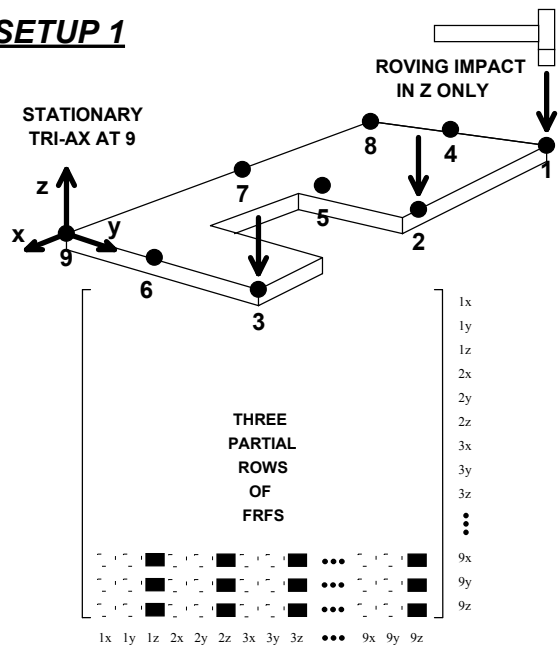 SETUP 1
ROVING IMPACT
IN Z ONLY
STATIONARY
TRI-AX AT 9
8
4
1
z
7
5
x
y
2
9
6
3
1x
1y
1z
2x
2y
2z
3x
3y
3z
THREE
PARTIAL
ROWS
OF
FRFS
9x
9y
9z
1x 1y 1z 2x 2y 2z 3x 3y 3z ••• 9x 9y 9z